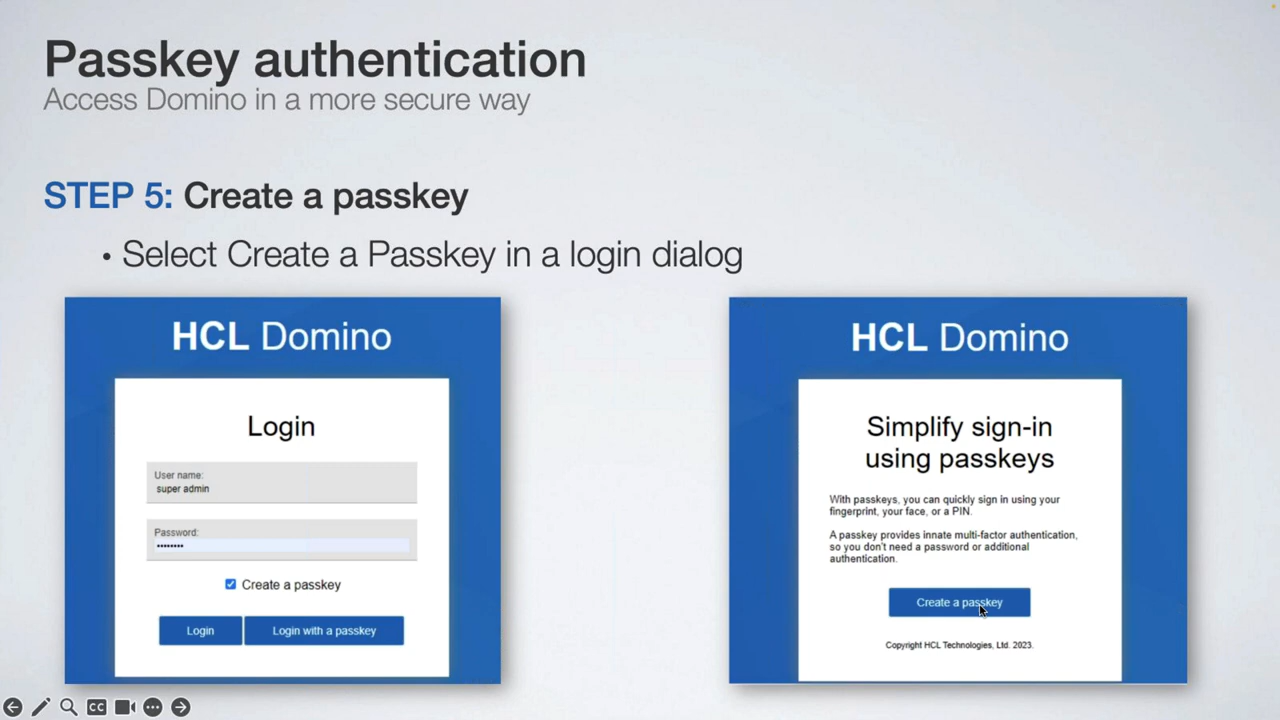 Passkey authentication
Access Domino in a more secure way
STEP 5: Create a passkey
• Select Create a Passkey in a login dialog
HCL Domino
Login
User name:
super admin
Password:
••••••••
Create a passkey
Login
Login with a passkey
HCL Domino
Simplify sign-in
using passkeys
With passkeys, you can quickly sign in using your
fingerprint, your face, or a PIN.
A passkey provides innate multi-factor authentication,
so you don't need a password or additional
authentication.
Create a passkey
Copyright HCL Technologies, Ltd. 2023.
CC